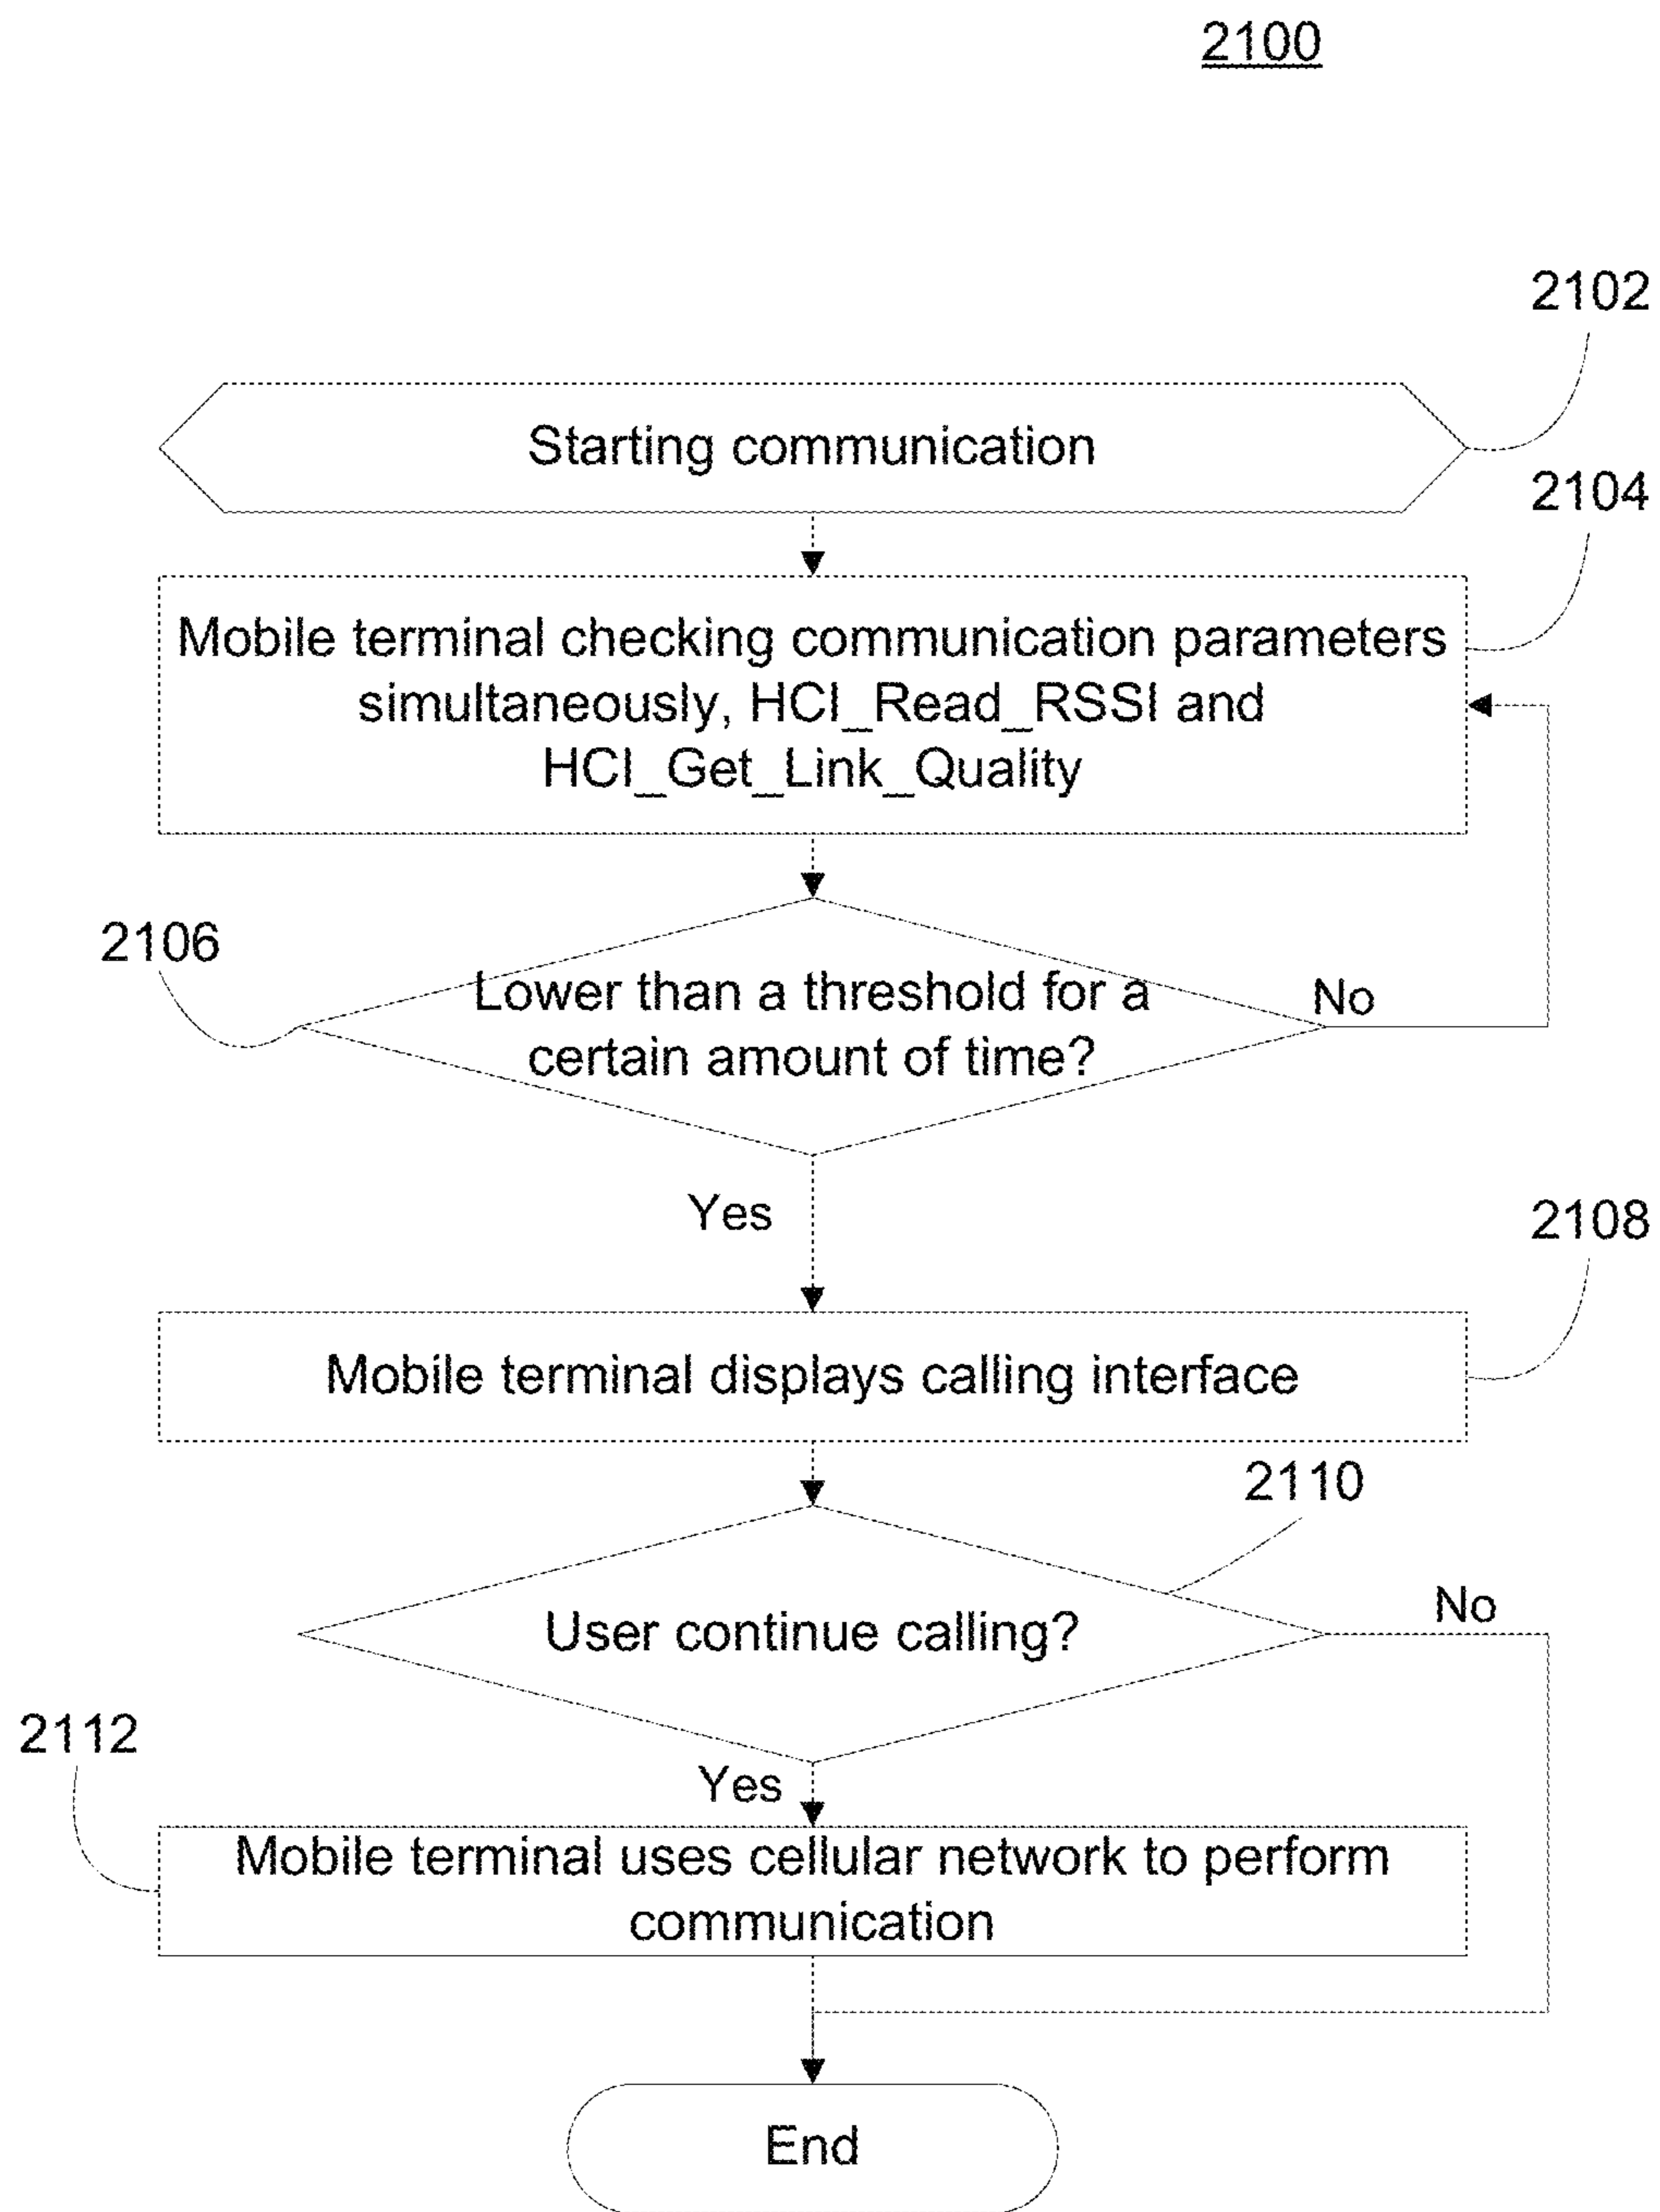 2100
2102
Starting communication
2104
Mobile terminal checking communication parameters
simultaneously, HCI_Read_RSSI and
HCI_Get_Link_Quality
2106
Lower than a threshold for a
certain amount of time?
No
Yes
2108
Mobile terminal displays calling interface
2110
User continue calling?
No
2112
Yes
Mobile terminal uses cellular network to perform
communication
End